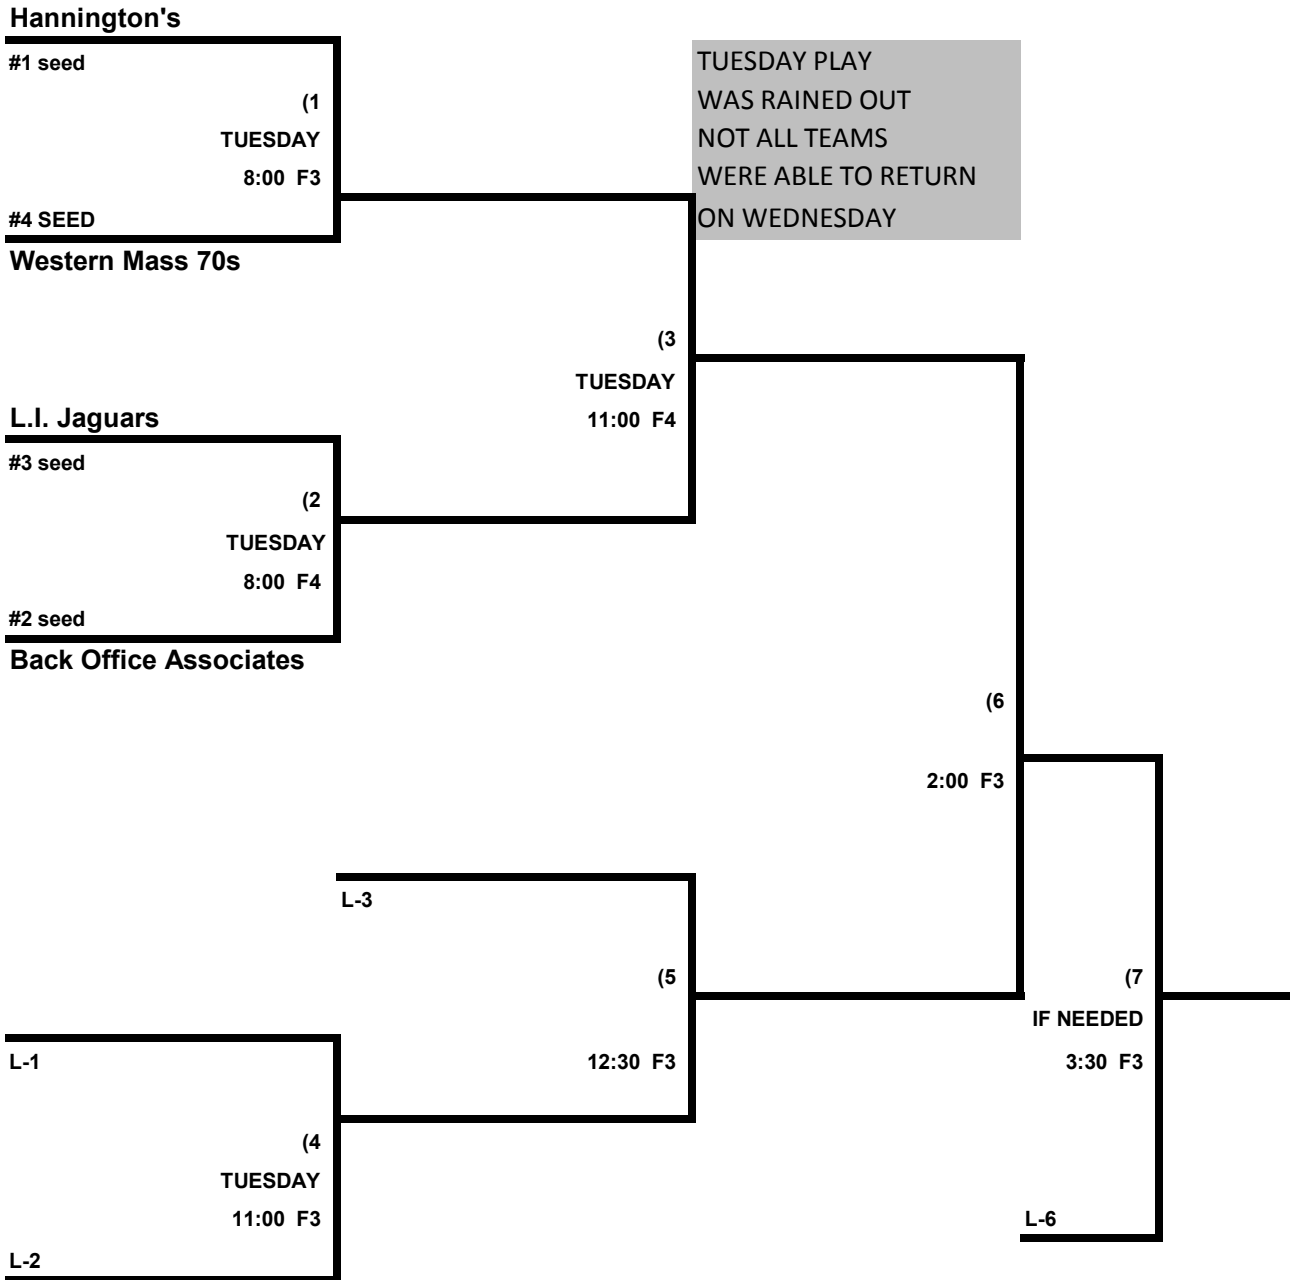 Hannington's
#1 seed
(1
TUESDAY
8:00 F3
#4 SEED
Western Mass 70s
TUESDAY PLAY
WAS RAINED OUT
NOT ALL TEAMS
WERE ABLE TO RETURN
ON WEDNESDAY
(3
TUESDAY
11:00 F4
L.I. Jaguars
#3 seed
(2
TUESDAY
8:00 F4
#2 seed
Back Office Associates
(6
2:00 F3
L-3
(5
12:30 F3
(7
IF NEEDED
3:30 F3
L-1
(4
TUESDAY
11:00 F3
L-2
L-6